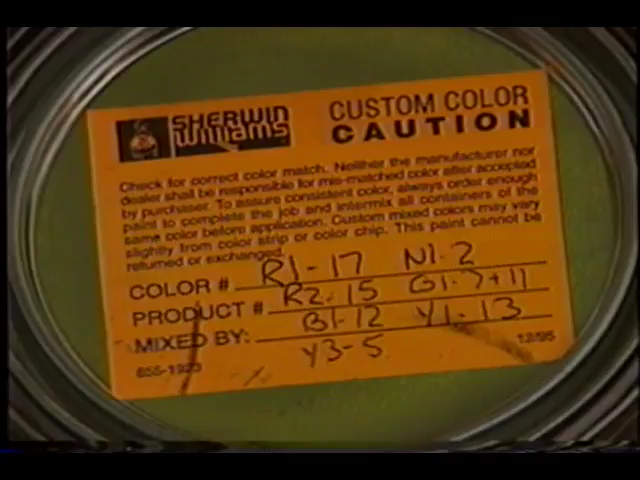 SHERWIN WILLIAMS
CUSTOM COLOR
CAUTION
Check for correct color match. Neither the manufacturer nor
dealer shall be responsible for mis-matched color after accepted
by purchaser. To assure consistent color, always order enough
paint to complete the job and intermix all containers of the
same color before application. Custom mixed colors may vary
slightly from color strip or color chip. This paint cannot be
returned or exchanged.
COLOR # R1-17 N1-2
PRODUCT # R2-15 G1-7+11
MIXED BY: B1-12 Y1-13
Y3-5
655-1923 12/95